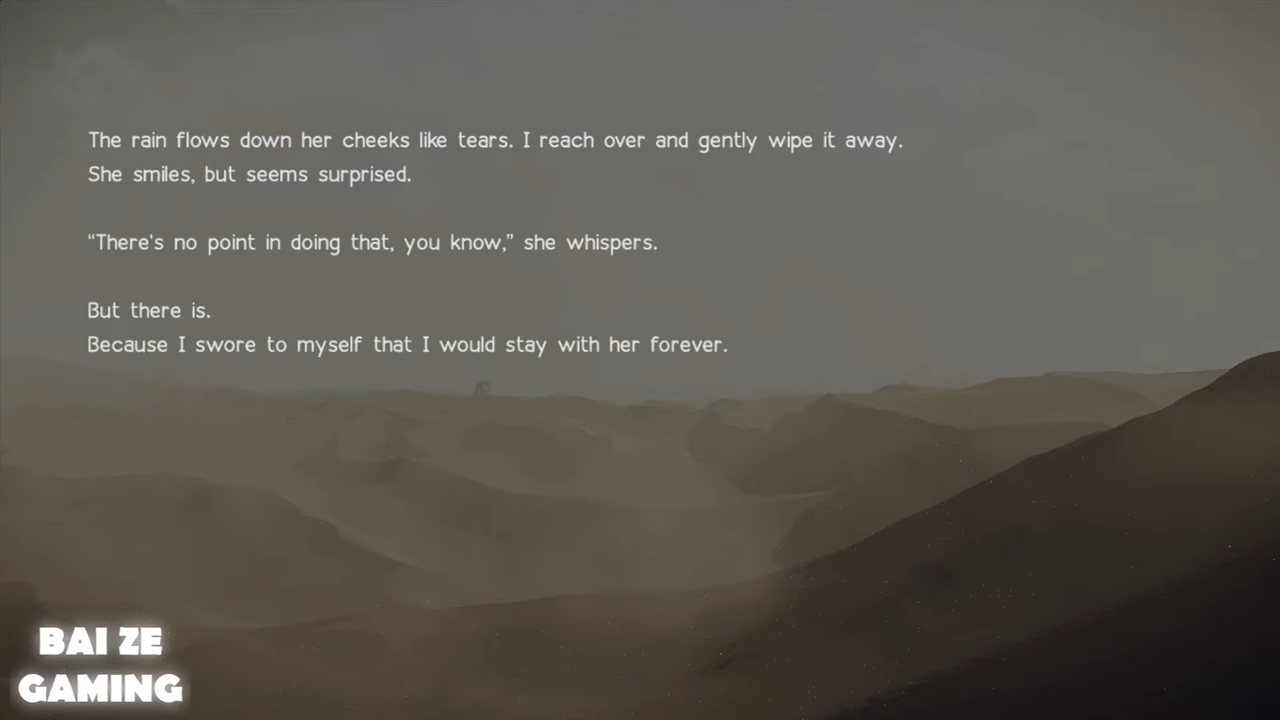 The rain flows down her cheeks like tears. I reach over and gently wipe it away.
She smiles, but seems surprised.
“There's no point in doing that, you know,” she whispers.
But there is.
Because I swore to myself that I would stay with her forever.
BAI ZE
GAMING